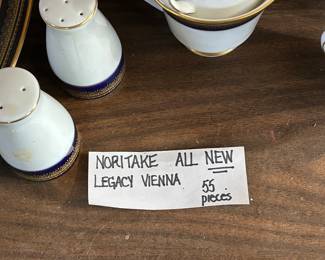 NORITAKE ALL NEW
LEGACY VIENNA 55
pieces